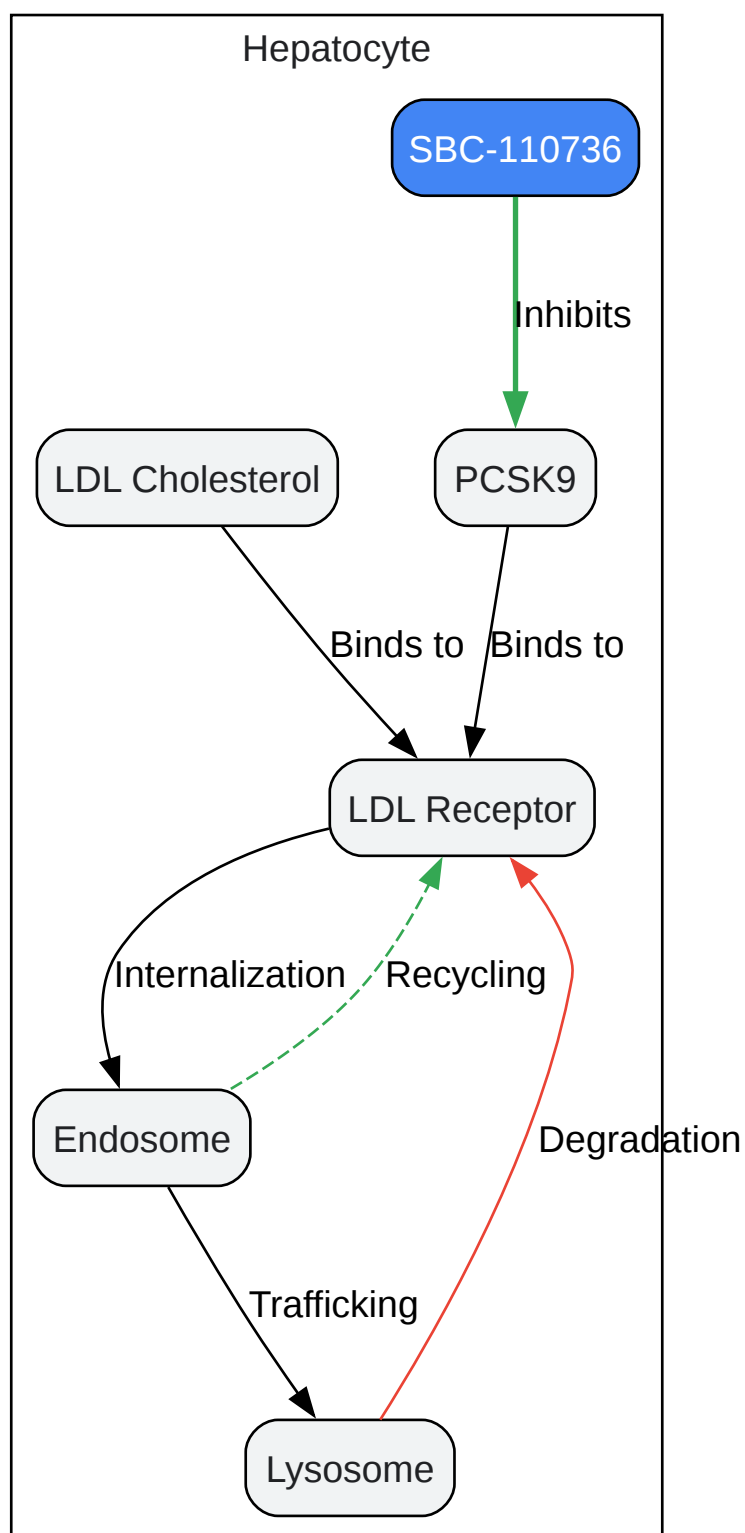 Hepatocyte
SBC-110736
Inhibits
LDL Cholesterol
PCSK9
Binds to
Binds to
LDL Receptor
Internalization
Recycling
Endosome
Degradation
Trafficking
Lysosome